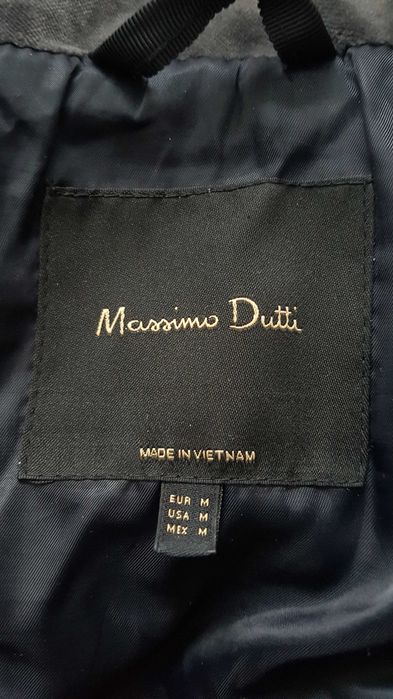 Massimo Dutti
MADE IN VIETNAM
EUR M
USA M
MEX M